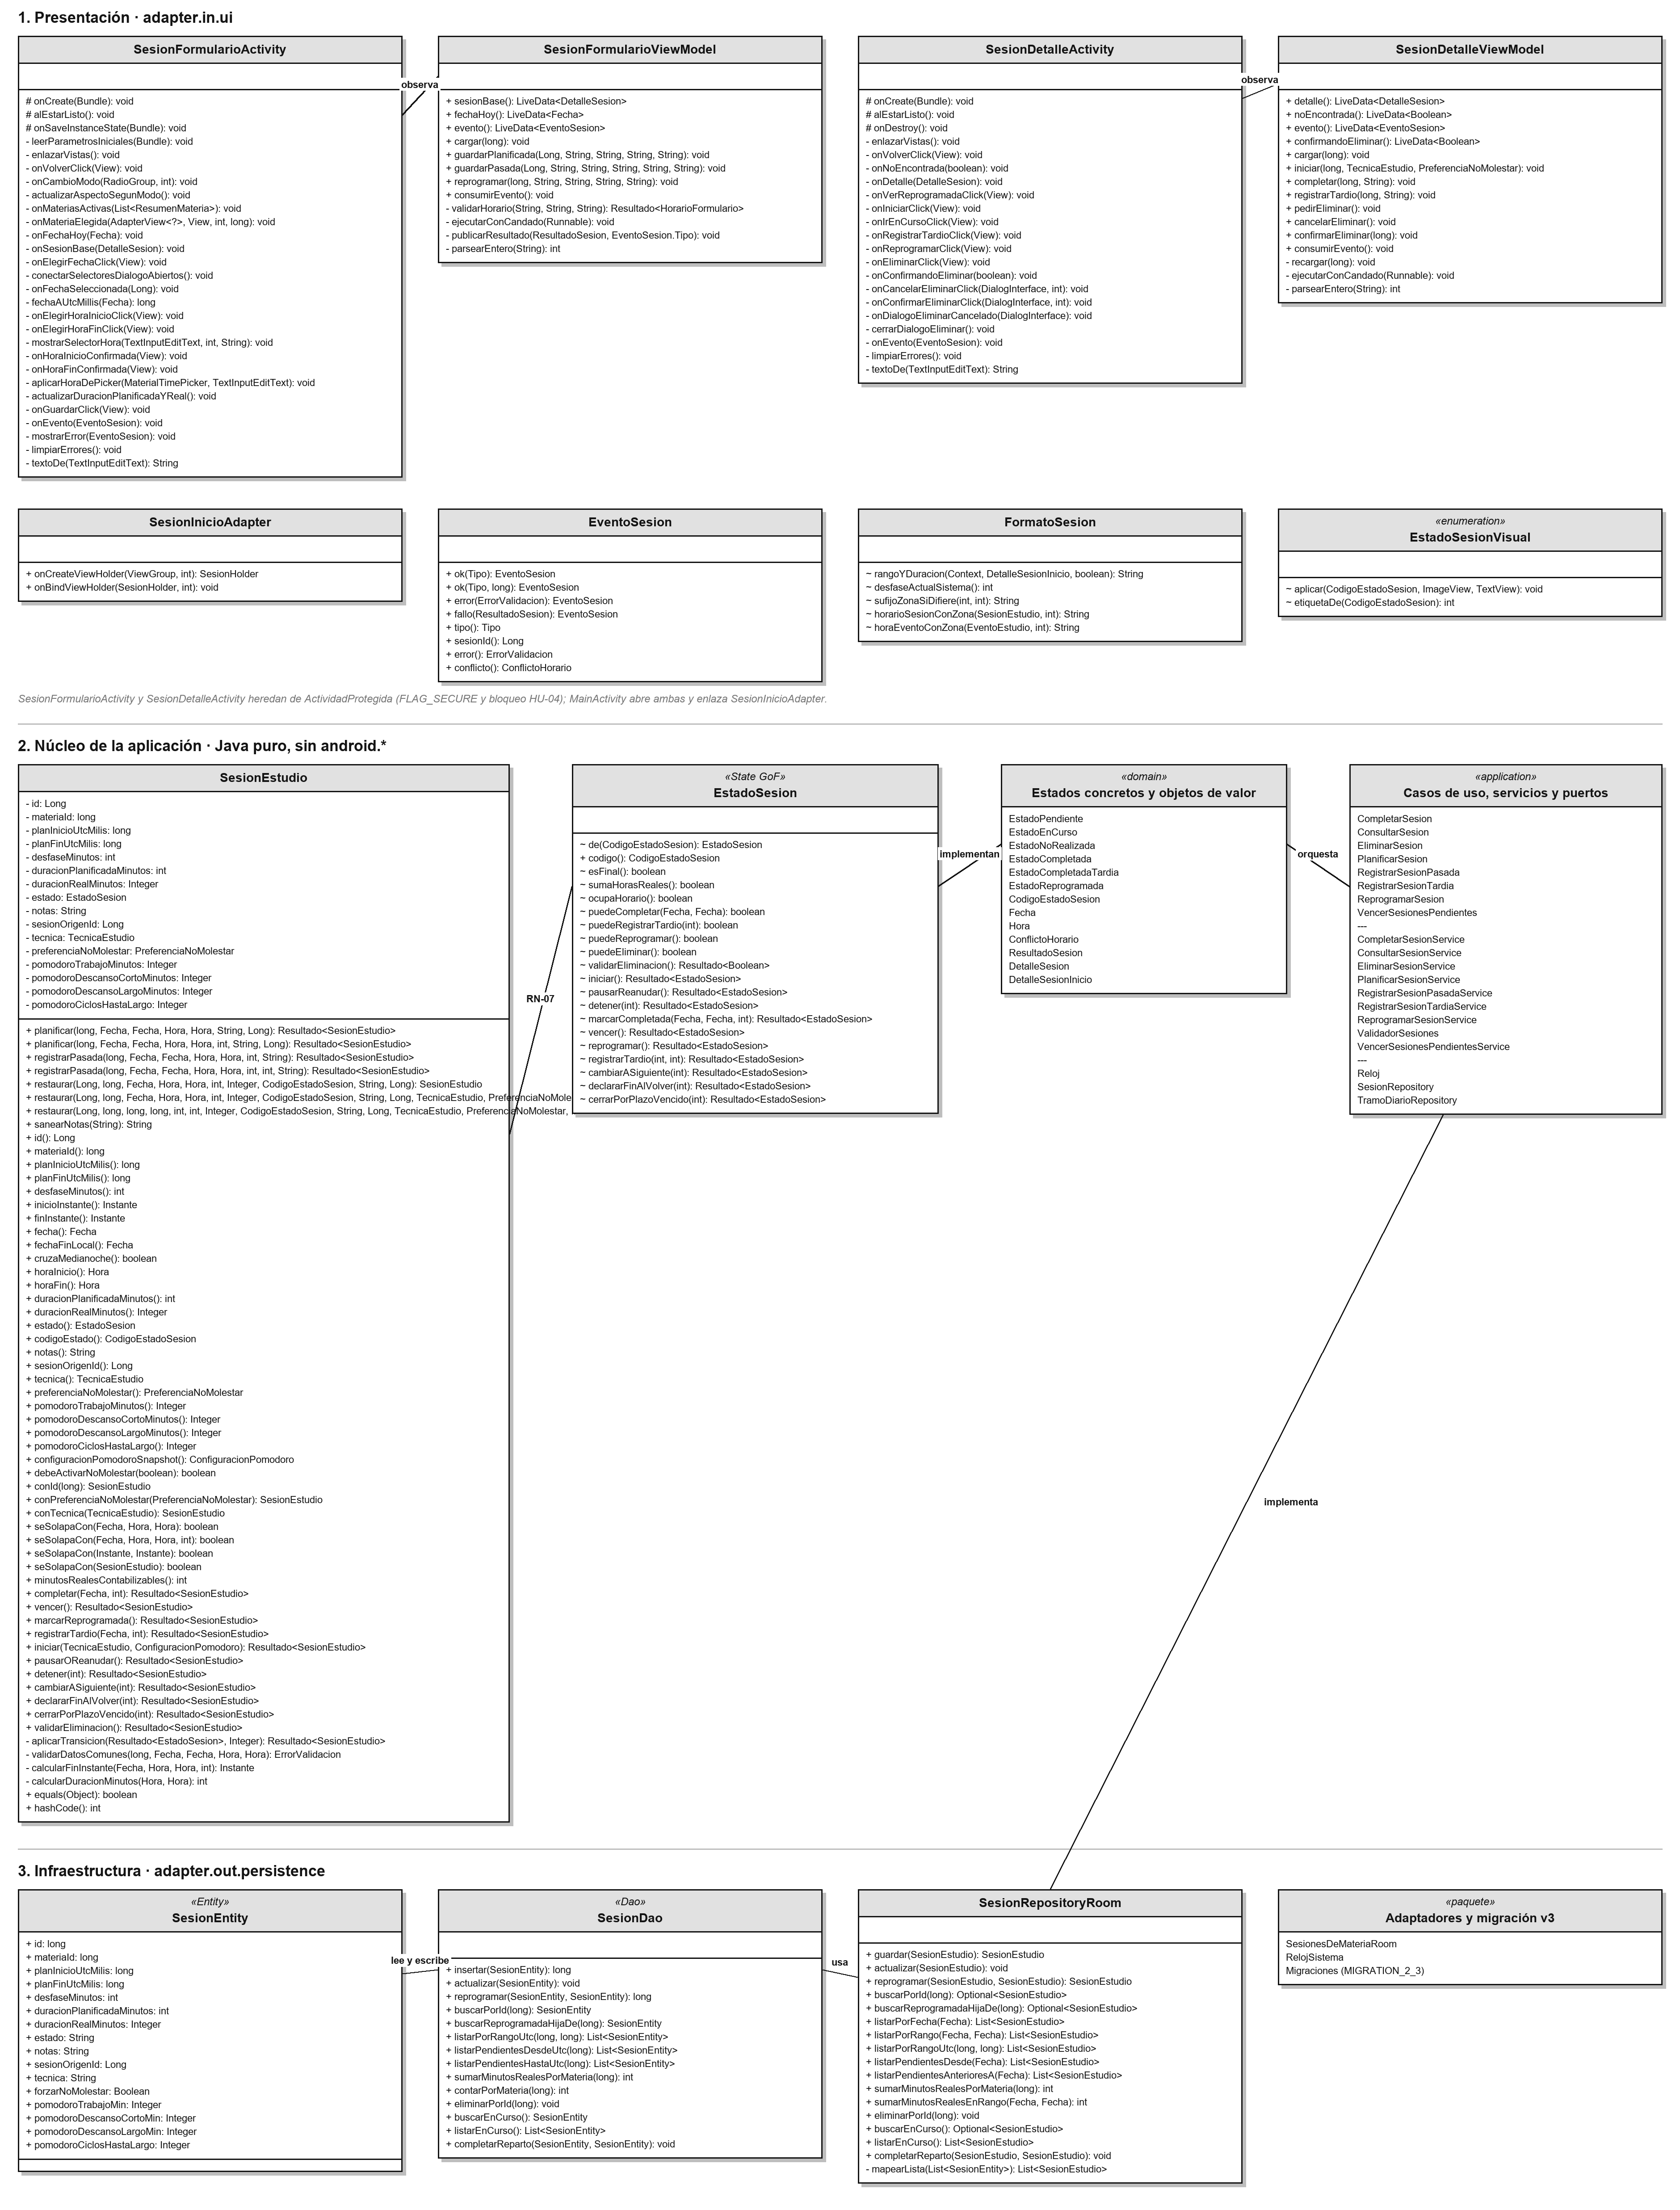 1. Presentación · adapter.in.ui
SesionFormularioActivity
# onCreate(Bundle): void
# alEstarListo(): void
# onSaveInstanceState(Bundle): void
- leerParametrosIniciales(Bundle): void
- enlazarVistas(): void
- onVolverClick(View): void
- onCambioModo(RadioGroup, int): void
- actualizarAspectoSegunModo(): void
- onMateriasActivas(List<ResumenMateria>): void
- onMateriaElegida(AdapterView<?>, View, int, long): void
- onFechaHoy(Fecha): void
- onSesionBase(DetalleSesion): void
- onElegirFechaClick(View): void
- conectarSelectoresDialogoAbiertos(): void
- onFechaSeleccionada(Long): void
- fechaAUtcMillis(Fecha): long
- onElegirHoraInicioClick(View): void
- onElegirHoraFinClick(View): void
- mostrarSelectorHora(TextInputEditText, int, String): void
- onHoraInicioConfirmada(View): void
- onHoraFinConfirmada(View): void
- aplicarHoraDePicker(MaterialTimePicker, TextInputEditText): void
- actualizarDuracionPlanificadaYReal(): void
- onGuardarClick(View): void
- onEvento(EventoSesion): void
- mostrarError(EventoSesion): void
- limpiarErrores(): void
- textoDe(TextInputEditText): String
observa
SesionFormularioViewModel
+ sesionBase(): LiveData<DetalleSesion>
+ fechaHoy(): LiveData<Fecha>
+ evento(): LiveData<EventoSesion>
+ cargar(long): void
+ guardarPlanificada(Long, String, String, String, String): void
+ guardarPasada(Long, String, String, String, String, String): void
+ reprogramar(long, String, String, String, String): void
+ consumirEvento(): void
- validarHorario(String, String, String): Resultado<HorarioFormulario>
- ejecutarConCandado(Runnable): void
- publicarResultado(ResultadoSesion, EventoSesion.Tipo): void
- parsearEntero(String): int
SesionDetalleActivity
# onCreate(Bundle): void
# alEstarListo(): void
# onDestroy(): void
- enlazarVistas(): void
- onVolverClick(View): void
- onNoEncontrada(boolean): void
- onDetalle(DetalleSesion): void
- onVerReprogramadaClick(View): void
- onIniciarClick(View): void
- onIrEnCursoClick(View): void
- onRegistrarTardioClick(View): void
- onReprogramarClick(View): void
- onEliminarClick(View): void
- onConfirmandoEliminar(boolean): void
- onCancelarEliminarClick(DialogInterface, int): void
- onConfirmarEliminarClick(DialogInterface, int): void
- onDialogoEliminarCancelado(DialogInterface): void
- cerrarDialogoEliminar(): void
- onEvento(EventoSesion): void
- limpiarErrores(): void
- textoDe(TextInputEditText): String
observa
SesionDetalleViewModel
+ detalle(): LiveData<DetalleSesion>
+ noEncontrada(): LiveData<Boolean>
+ evento(): LiveData<EventoSesion>
+ confirmandoEliminar(): LiveData<Boolean>
+ cargar(long): void
+ iniciar(long, TecnicaEstudio, PreferenciaNoMolestar): void
+ completar(long, String): void
+ registrarTardio(long, String): void
+ pedirEliminar(): void
+ cancelarEliminar(): void
+ confirmarEliminar(long): void
+ consumirEvento(): void
- recargar(long): void
- ejecutarConCandado(Runnable): void
- parsearEntero(String): int
SesionInicioAdapter
+ onCreateViewHolder(ViewGroup, int): SesionHolder
+ onBindViewHolder(SesionHolder, int): void
EventoSesion
+ ok(Tipo): EventoSesion
+ ok(Tipo, long): EventoSesion
+ error(ErrorValidacion): EventoSesion
+ fallo(ResultadoSesion): EventoSesion
+ tipo(): Tipo
+ sesionId(): Long
+ error(): ErrorValidacion
+ conflicto(): ConflictoHorario
FormatoSesion
~ rangoYDuracion(Context, DetalleSesionInicio, boolean): String
~ desfaseActualSistema(): int
~ sufijoZonaSiDifiere(int, int): String
~ horarioSesionConZona(SesionEstudio, int): String
~ horaEventoConZona(EventoEstudio, int): String
«enumeration»
EstadoSesionVisual
~ aplicar(CodigoEstadoSesion, ImageView, TextView): void
~ etiquetaDe(CodigoEstadoSesion): int
SesionFormularioActivity y SesionDetalleActivity heredan de ActividadProtegida (FLAG_SECURE y bloqueo HU-04); MainActivity abre ambas y enlaza SesionInicioAdapter.
2. Núcleo de la aplicación · Java puro, sin android.*
SesionEstudio
- id: Long
- materiaId: long
- planInicioUtcMilis: long
- planFinUtcMilis: long
- desfaseMinutos: int
- duracionPlanificadaMinutos: int
- duracionRealMinutos: Integer
- estado: EstadoSesion
- notas: String
- sesionOrigenId: Long
- tecnica: TecnicaEstudio
- preferenciaNoMolestar: PreferenciaNoMolestar
- pomodoroTrabajoMinutos: Integer
- pomodoroDescansoCortoMinutos: Integer
- pomodoroDescansoLargoMinutos: Integer
- pomodoroCiclosHastaLargo: Integer
+ planificar(long, Fecha, Fecha, Hora, Hora, String, Long): Resultado<SesionEstudio>
+ planificar(long, Fecha, Fecha, Hora, Hora, int, String, Long): Resultado<SesionEstudio>
+ registrarPasada(long, Fecha, Fecha, Hora, Hora, int, String): Resultado<SesionEstudio>
+ registrarPasada(long, Fecha, Fecha, Hora, Hora, int, int, String): Resultado<SesionEstudio>
+ restaurar(Long, long, Fecha, Hora, Hora, int, Integer, CodigoEstadoSesion, String, Long): SesionEstudio
+ restaurar(Long, long, Fecha, Hora, Hora, int, Integer, CodigoEstadoSesion, String, Long, TecnicaEstudio, PreferenciaNoMole
+ restaurar(Long, long, long, long, int, int, Integer, CodigoEstadoSesion, String, Long, TecnicaEstudio, PreferenciaNoMolestar,
+ sanearNotas(String): String
+ id(): Long
+ materiaId(): long
+ planInicioUtcMilis(): long
+ planFinUtcMilis(): long
+ desfaseMinutos(): int
+ inicioInstante(): Instante
+ finInstante(): Instante
+ fecha(): Fecha
+ fechaFinLocal(): Fecha
+ cruzaMedianoche(): boolean
+ horaInicio(): Hora
+ horaFin(): Hora
+ duracionPlanificadaMinutos(): int
+ duracionRealMinutos(): Integer
+ estado(): EstadoSesion
+ codigoEstado(): CodigoEstadoSesion
+ notas(): String
+ sesionOrigenId(): Long
+ tecnica(): TecnicaEstudio
+ preferenciaNoMolestar(): PreferenciaNoMolestar
+ pomodoroTrabajoMinutos(): Integer
+ pomodoroDescansoCortoMinutos(): Integer
+ pomodoroDescansoLargoMinutos(): Integer
+ pomodoroCiclosHastaLargo(): Integer
+ configuracionPomodoroSnapshot(): ConfiguracionPomodoro
+ debeActivarNoMolestar(boolean): boolean
+ conId(long): SesionEstudio
+ conPreferenciaNoMolestar(PreferenciaNoMolestar): SesionEstudio
+ conTecnica(TecnicaEstudio): SesionEstudio
+ seSolapaCon(Fecha, Hora, Hora): boolean
+ seSolapaCon(Fecha, Hora, Hora, int): boolean
+ seSolapaCon(Instante, Instante): boolean
+ seSolapaCon(SesionEstudio): boolean
+ minutosRealesContabilizables(): int
+ completar(Fecha, int): Resultado<SesionEstudio>
+ vencer(): Resultado<SesionEstudio>
+ marcarReprogramada(): Resultado<SesionEstudio>
+ registrarTardio(Fecha, int): Resultado<SesionEstudio>
+ iniciar(TecnicaEstudio, ConfiguracionPomodoro): Resultado<SesionEstudio>
+ pausarOReanudar(): Resultado<SesionEstudio>
+ detener(int): Resultado<SesionEstudio>
+ cambiarASiguiente(int): Resultado<SesionEstudio>
+ declararFinAlVolver(int): Resultado<SesionEstudio>
+ cerrarPorPlazoVencido(int): Resultado<SesionEstudio>
+ validarEliminacion(): Resultado<SesionEstudio>
- aplicarTransicion(Resultado<EstadoSesion>, Integer): Resultado<SesionEstudio>
- validarDatosComunes(long, Fecha, Fecha, Hora, Hora): ErrorValidacion
- calcularFinInstante(Fecha, Hora, Hora, int): Instante
- calcularDuracionMinutos(Hora, Hora): int
+ equals(Object): boolean
+ hashCode(): int
RN-07
«State GoF»
EstadoSesion
~ de(CodigoEstadoSesion): EstadoSesion
+ codigo(): CodigoEstadoSesion
~ esFinal(): boolean
~ sumaHorasReales(): boolean
~ ocupaHorario(): boolean
~ puedeCompletar(Fecha, Fecha): boolean
~ puedeRegistrarTardio(int): boolean
~ puedeReprogramar(): boolean
~ puedeEliminar(): boolean
~ validarEliminacion(): Resultado<Boolean>
~ iniciar(): Resultado<EstadoSesion>
~ pausarReanudar(): Resultado<EstadoSesion>
~ detener(int): Resultado<EstadoSesion>
~ marcarCompletada(Fecha, Fecha, int): Resultado<EstadoSesion>
~ vencer(): Resultado<EstadoSesion>
~ reprogramar(): Resultado<EstadoSesion>
~ registrarTardio(int, int): Resultado<EstadoSesion>
~ cambiarASiguiente(int): Resultado<EstadoSesion>
~ declararFinAlVolver(int): Resultado<EstadoSesion>
~ cerrarPorPlazoVencido(int): Resultado<EstadoSesion>
implementan
«domain»
Estados concretos y objetos de valor
EstadoPendiente
EstadoEnCurso
EstadoNoRealizada
EstadoCompletada
EstadoCompletadaTardia
EstadoReprogramada
CodigoEstadoSesion
Fecha
Hora
ConflictoHorario
ResultadoSesion
DetalleSesion
DetalleSesionInicio
orquesta
«application»
Casos de uso, servicios y puertos
CompletarSesion
ConsultarSesion
EliminarSesion
PlanificarSesion
RegistrarSesionPasada
RegistrarSesionTardia
ReprogramarSesion
VencerSesionesPendientes
---
CompletarSesionService
ConsultarSesionService
EliminarSesionService
PlanificarSesionService
RegistrarSesionPasadaService
RegistrarSesionTardiaService
ReprogramarSesionService
ValidadorSesiones
VencerSesionesPendientesService
---
Reloj
SesionRepository
TramoDiarioRepository
implementa
3. Infraestructura · adapter.out.persistence
«Entity»
SesionEntity
+ id: long
+ materiaId: long
+ planInicioUtcMilis: long
+ planFinUtcMilis: long
+ desfaseMinutos: int
+ duracionPlanificadaMinutos: int
+ duracionRealMinutos: Integer
+ estado: String
+ notas: String
+ sesionOrigenId: Long
+ tecnica: String
+ forzarNoMolestar: Boolean
+ pomodoroTrabajoMin: Integer
+ pomodoroDescansoCortoMin: Integer
+ pomodoroDescansoLargoMin: Integer
+ pomodoroCiclosHastaLargo: Integer
lee y escribe
«Dao»
SesionDao
+ insertar(SesionEntity): long
+ actualizar(SesionEntity): void
+ reprogramar(SesionEntity, SesionEntity): long
+ buscarPorId(long): SesionEntity
+ buscarReprogramadaHijaDe(long): SesionEntity
+ listarPorRangoUtc(long, long): List<SesionEntity>
+ listarPendientesDesdeUtc(long): List<SesionEntity>
+ listarPendientesHastaUtc(long): List<SesionEntity>
+ sumarMinutosRealesPorMateria(long): int
+ contarPorMateria(long): int
+ eliminarPorId(long): void
+ buscarEnCurso(): SesionEntity
+ listarEnCurso(): List<SesionEntity>
+ completarReparto(SesionEntity, SesionEntity): void
usa
SesionRepositoryRoom
+ guardar(SesionEstudio): SesionEstudio
+ actualizar(SesionEstudio): void
+ reprogramar(SesionEstudio, SesionEstudio): SesionEstudio
+ buscarPorId(long): Optional<SesionEstudio>
+ buscarReprogramadaHijaDe(long): Optional<SesionEstudio>
+ listarPorFecha(Fecha): List<SesionEstudio>
+ listarPorRango(Fecha, Fecha): List<SesionEstudio>
+ listarPorRangoUtc(long, long): List<SesionEstudio>
+ listarPendientesDesde(Fecha): List<SesionEstudio>
+ listarPendientesAnterioresA(Fecha): List<SesionEstudio>
+ sumarMinutosRealesPorMateria(long): int
+ sumarMinutosRealesEnRango(Fecha, Fecha): int
+ eliminarPorId(long): void
+ buscarEnCurso(): Optional<SesionEstudio>
+ listarEnCurso(): List<SesionEstudio>
+ completarReparto(SesionEstudio, SesionEstudio): void
- mapearLista(List<SesionEntity>): List<SesionEstudio>
«paquete»
Adaptadores y migración v3
SesionesDeMateriaRoom
RelojSistema
Migraciones (MIGRATION_2_3)